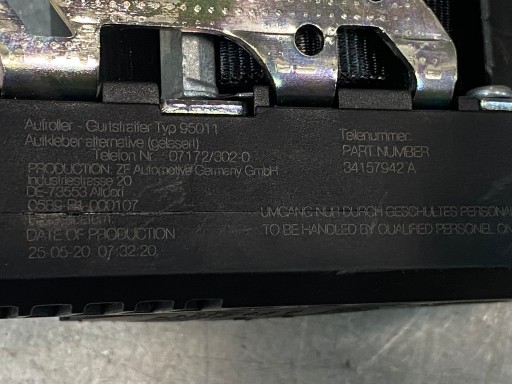 Aufroller - Gurtstraffer Typ 95011
Aufkleber alternative (gelasert)
Telefon Nr. 07172/302-0
PRODUCTION: ZF Automotive Germany GmbH
Industriestrasse 20
DE-73553 Alfdorf
000107
DATE OF PRODUCTION
25-05-20 07:32:20
Teilenummer
PART NUMBER
34157942 A
UMGANG NUR DURCH GESCHULTES PERSONAL
TO BE HANDLED BY QUALIFIED PERSONEL ON